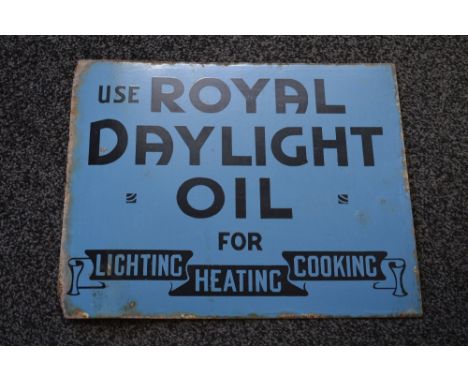 USE ROYAL
DAYLIGHT
OIL
FOR
LIGHTING HEATING COOKING